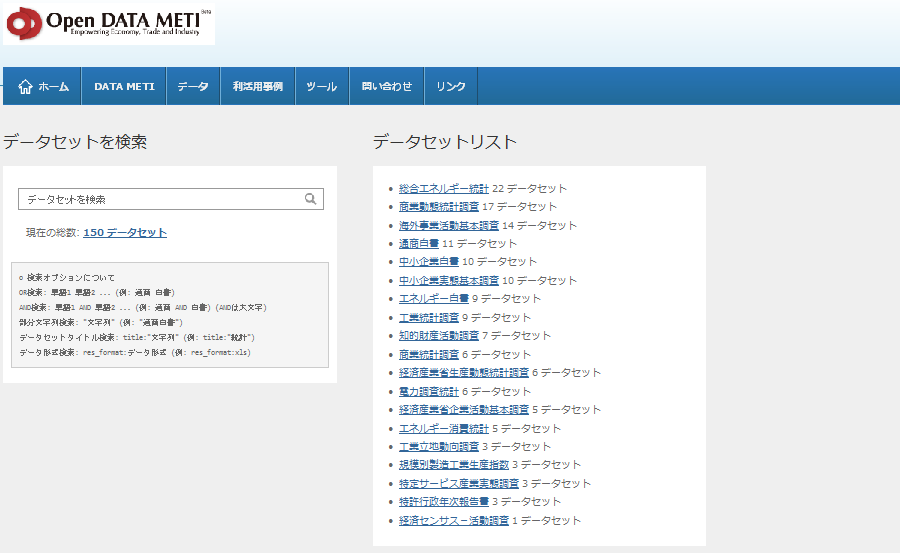 Open DATA METI Beta
Empowering Economy, Trade and Industry
ホーム DATA METI データ 利活用事例 ツール 問い合わせ リンク
データセットを検索
データセットを検索
現在の総数: 150 データセット
o 検索オプションについて
OR検索: 単語1 単語2 ... (例: 通商 白書)
AND検索: 単語1 AND 単語2 ... (例: 通商 AND 白書) (ANDは大文字)
部分文字列検索: "文字列" (例: "通商白書")
データセットタイトル検索: title:"文字列" (例: title:"統計")
データ形式検索: res_format:データ形式 (例: res_format:xls)
データセットリスト
総合エネルギー統計 22 データセット
商業動態統計調査 17 データセット
海外事業活動基本調査 14 データセット
通商白書 11 データセット
中小企業白書 10 データセット
中小企業実態基本調査 10 データセット
エネルギー白書 9 データセット
工業統計調査 9 データセット
知的財産活動調査 7 データセット
商業統計調査 6 データセット
経済産業省生産動態統計調査 6 データセット
電力調査統計 6 データセット
経済産業省企業活動基本調査 5 データセット
エネルギー消費統計 5 データセット
工業立地動向調査 3 データセット
規模別製造工業生産指数 3 データセット
特定サービス産業実態調査 3 データセット
特許行政年次報告書 3 データセット
経済センサス－活動調査 1 データセット